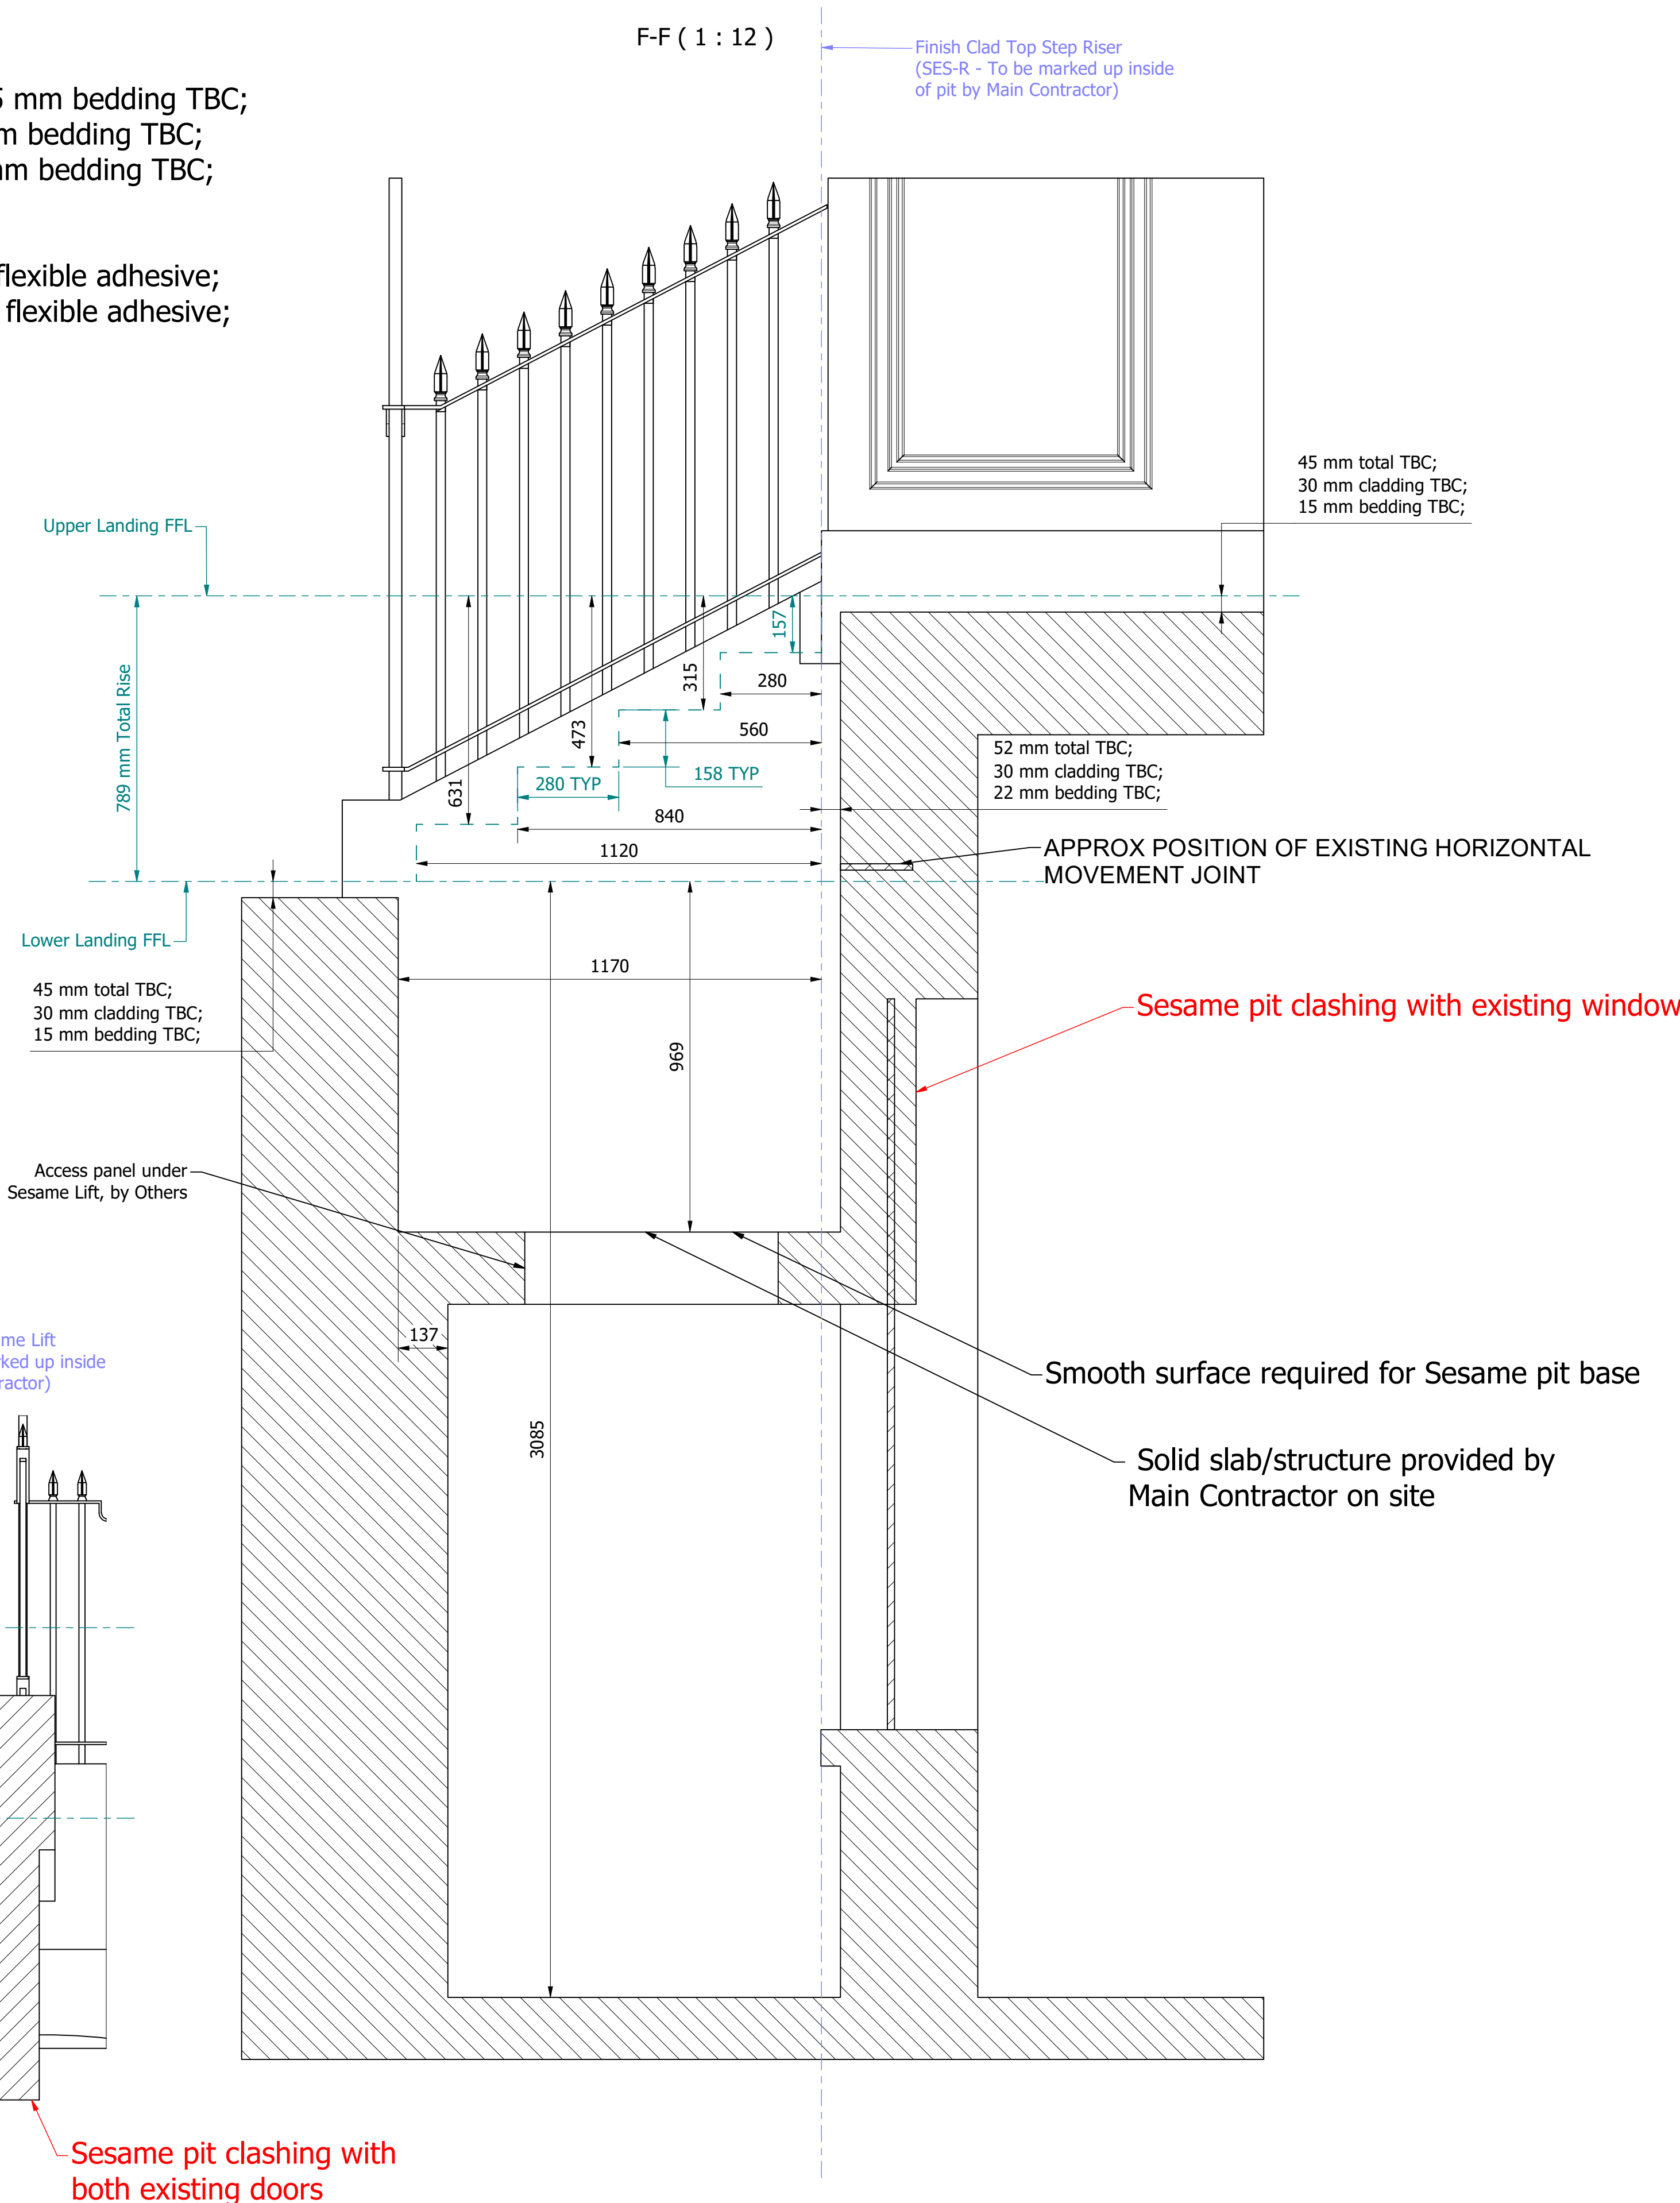 F-F ( 1 : 12 )
Finish Clad Top Step Riser
(SES-R - To be marked up inside
of pit by Main Contractor)
5 mm bedding TBC;
m bedding TBC;
mm bedding TBC;
flexible adhesive;
flexible adhesive;
45 mm total TBC;
30 mm cladding TBC;
15 mm bedding TBC;
Upper Landing FFL
157
315
280
789 mm Total Rise
473
560
52 mm total TBC;
30 mm cladding TBC;
22 mm bedding TBC;
158 TYP
280 TYP
631
840
1120
APPROX POSITION OF EXISTING HORIZONTAL
MOVEMENT JOINT
Lower Landing FFL
1170
45 mm total TBC;
30 mm cladding TBC;
15 mm bedding TBC;
Sesame pit clashing with existing window
969
Access panel under
Sesame Lift, by Others
137
me Lift
rked up inside
ractor)
Smooth surface required for Sesame pit base
3085
Solid slab/structure provided by
Main Contractor on site
Sesame pit clashing with
both existing doors